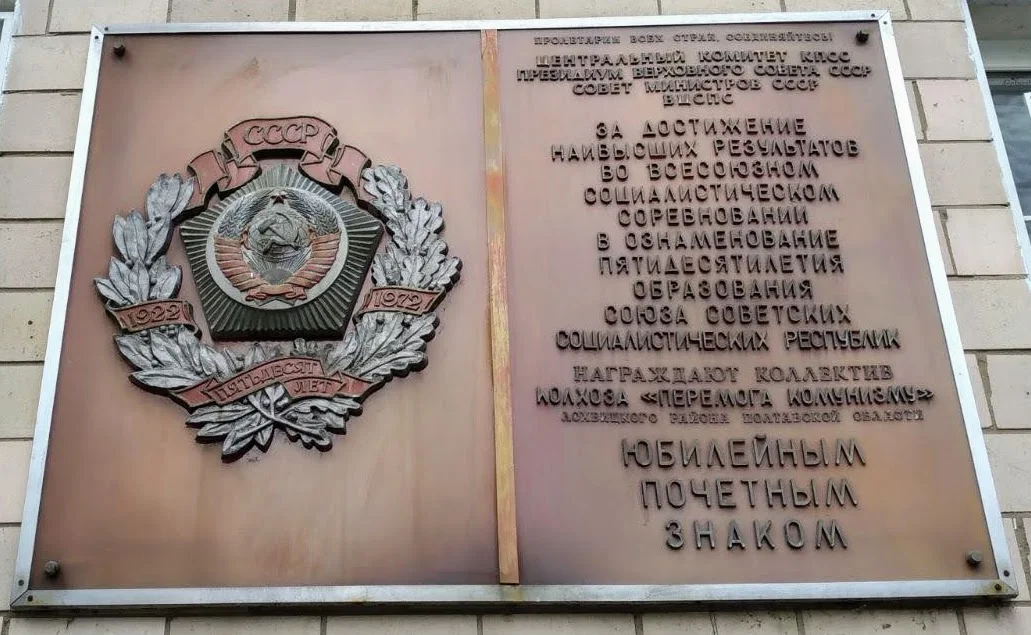 СССР
1922
1972
ПЯТЬДЕСЯТ
ЛЕТ
ПРОЛЕТАРИИ ВСЕХ СТРАН, СОЕДИНЯЙТЕСЬ!
ЦЕНТРАЛЬНЫЙ КОМИТЕТ КПСС
ПРЕЗИДИУМ ВЕРХОВНОГО СОВЕТА СССР
СОВЕТ МИНИСТРОВ СССР
ВЦСПС
ЗА ДОСТИЖЕНИЕ
НАИВЫСШИХ РЕЗУЛЬТАТОВ
ВО ВСЕСОЮЗНОМ
СОЦИАЛИСТИЧЕСКОМ
СОРЕВНОВАНИИ
В ОЗНАМЕНОВАНИЕ
ПЯТИДЕСЯТИЛЕТИЯ
ОБРАЗОВАНИЯ
СОЮЗА СОВЕТСКИХ
СОЦИАЛИСТИЧЕСКИХ РЕСПУБЛИК
НАГРАЖДАЮТ КОЛЛЕКТИВ
КОЛХОЗА «ПЕРЕМОГА КОМУНИЗМУ»
ЛОХВИЦКОГО РАЙОНА ПОЛТАВСКОЙ ОБЛАСТИ
ЮБИЛЕЙНЫМ
ПОЧЕТНЫМ
ЗНАКОМ